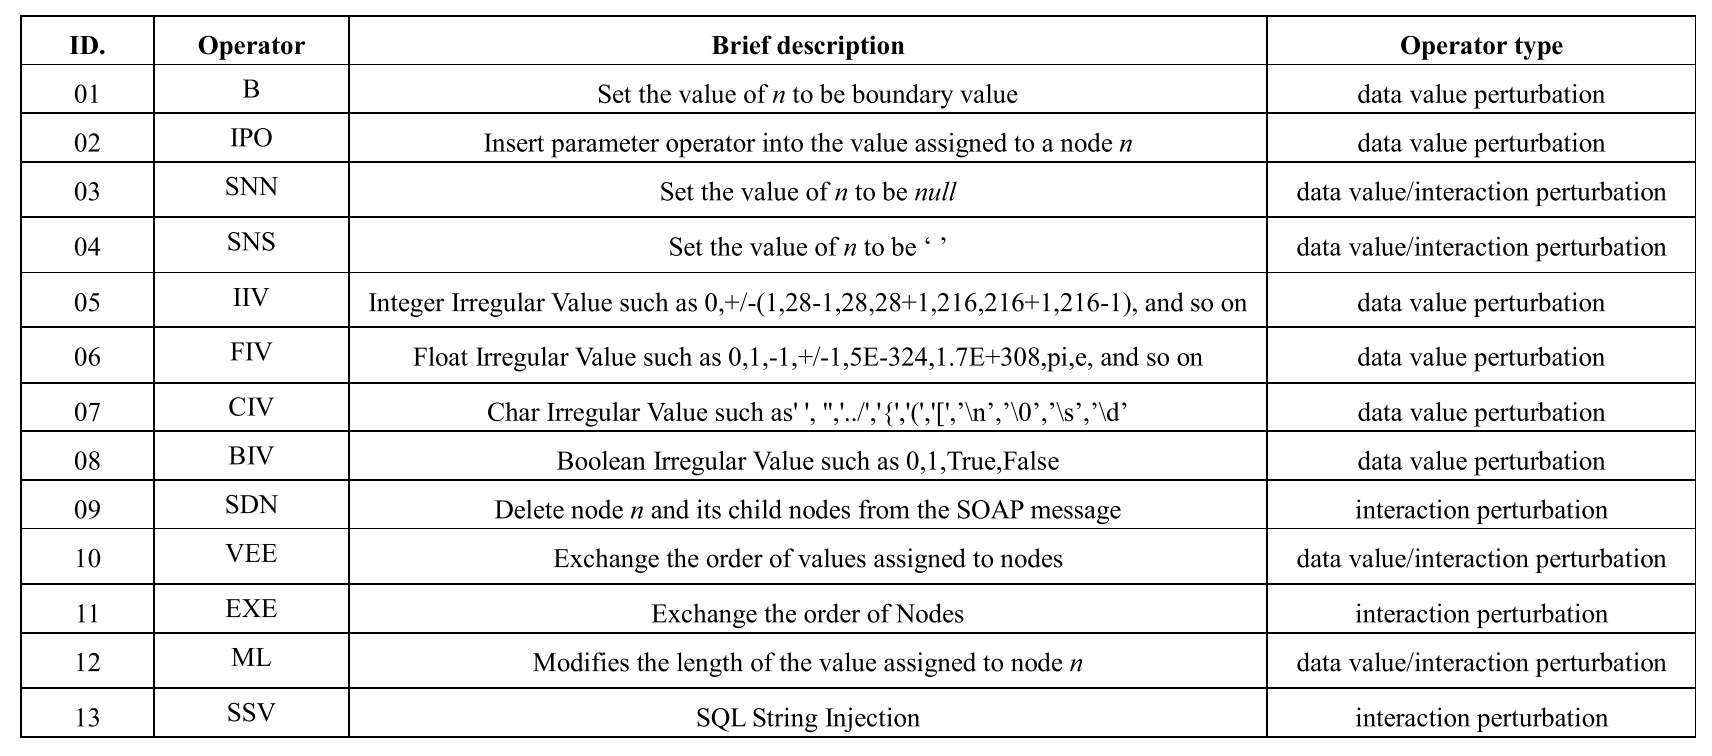 ID. Operator Brief description Operator type
01 B Set the value of n to be boundary value data value perturbation
02 IPO Insert parameter operator into the value assigned to a node n data value perturbation
03 SNN Set the value of n to be null data value/interaction perturbation
04 SNS Set the value of n to be ‘ ’ data value/interaction perturbation
05 IIV Integer Irregular Value such as 0,+/-(1,28-1,28,28+1,216,216+1,216-1), and so on data value perturbation
06 FIV Float Irregular Value such as 0,1,-1,+/-1,5E-324,1.7E+308,pi,e, and so on data value perturbation
07 CIV Char Irregular Value such as' ', '','../','{','(','[','\n’,’\0’,’\s’,’\d’ data value perturbation
08 BIV Boolean Irregular Value such as 0,1,True,False data value perturbation
09 SDN Delete node n and its child nodes from the SOAP message interaction perturbation
10 VEE Exchange the order of values assigned to nodes data value/interaction perturbation
11 EXE Exchange the order of Nodes interaction perturbation
12 ML Modifies the length of the value assigned to node n data value/interaction perturbation
13 SSV SQL String Injection interaction perturbation